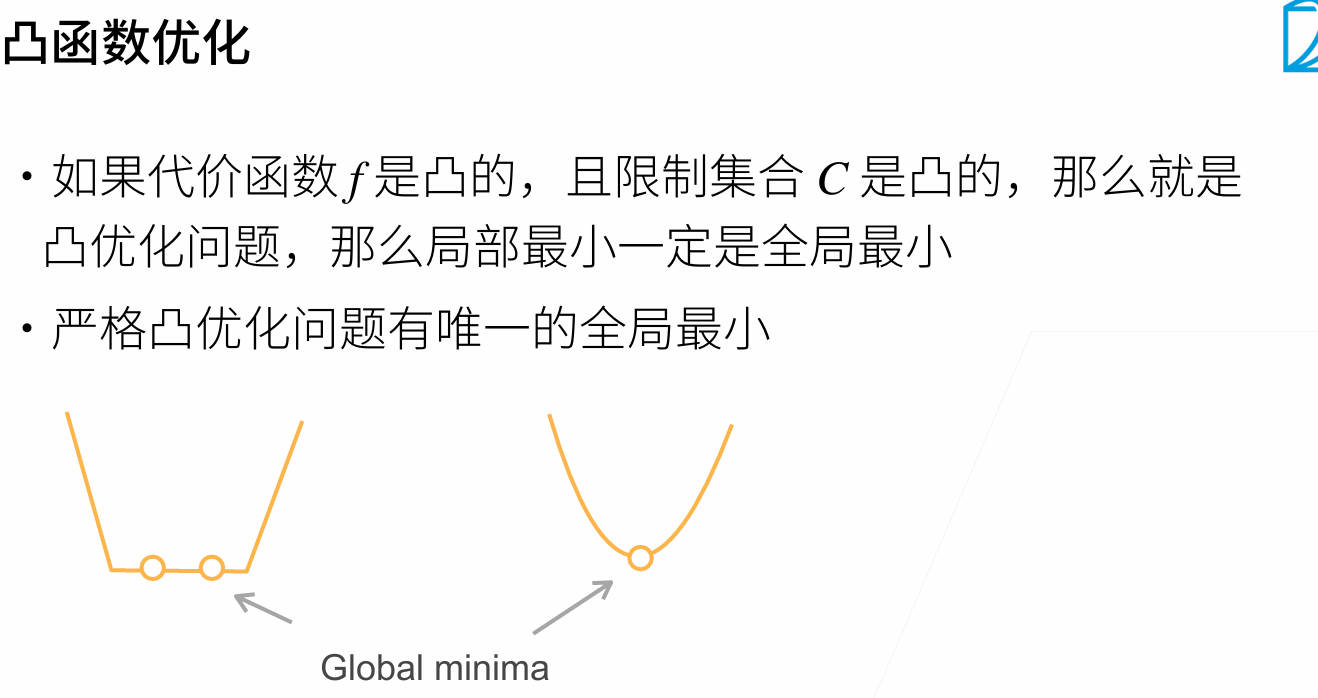 凸函数优化
• 如果代价函数 f 是凸的，且限制集合 C 是凸的，那么就是
凸优化问题，那么局部最小一定是全局最小
• 严格凸优化问题有唯一的全局最小
Global minima